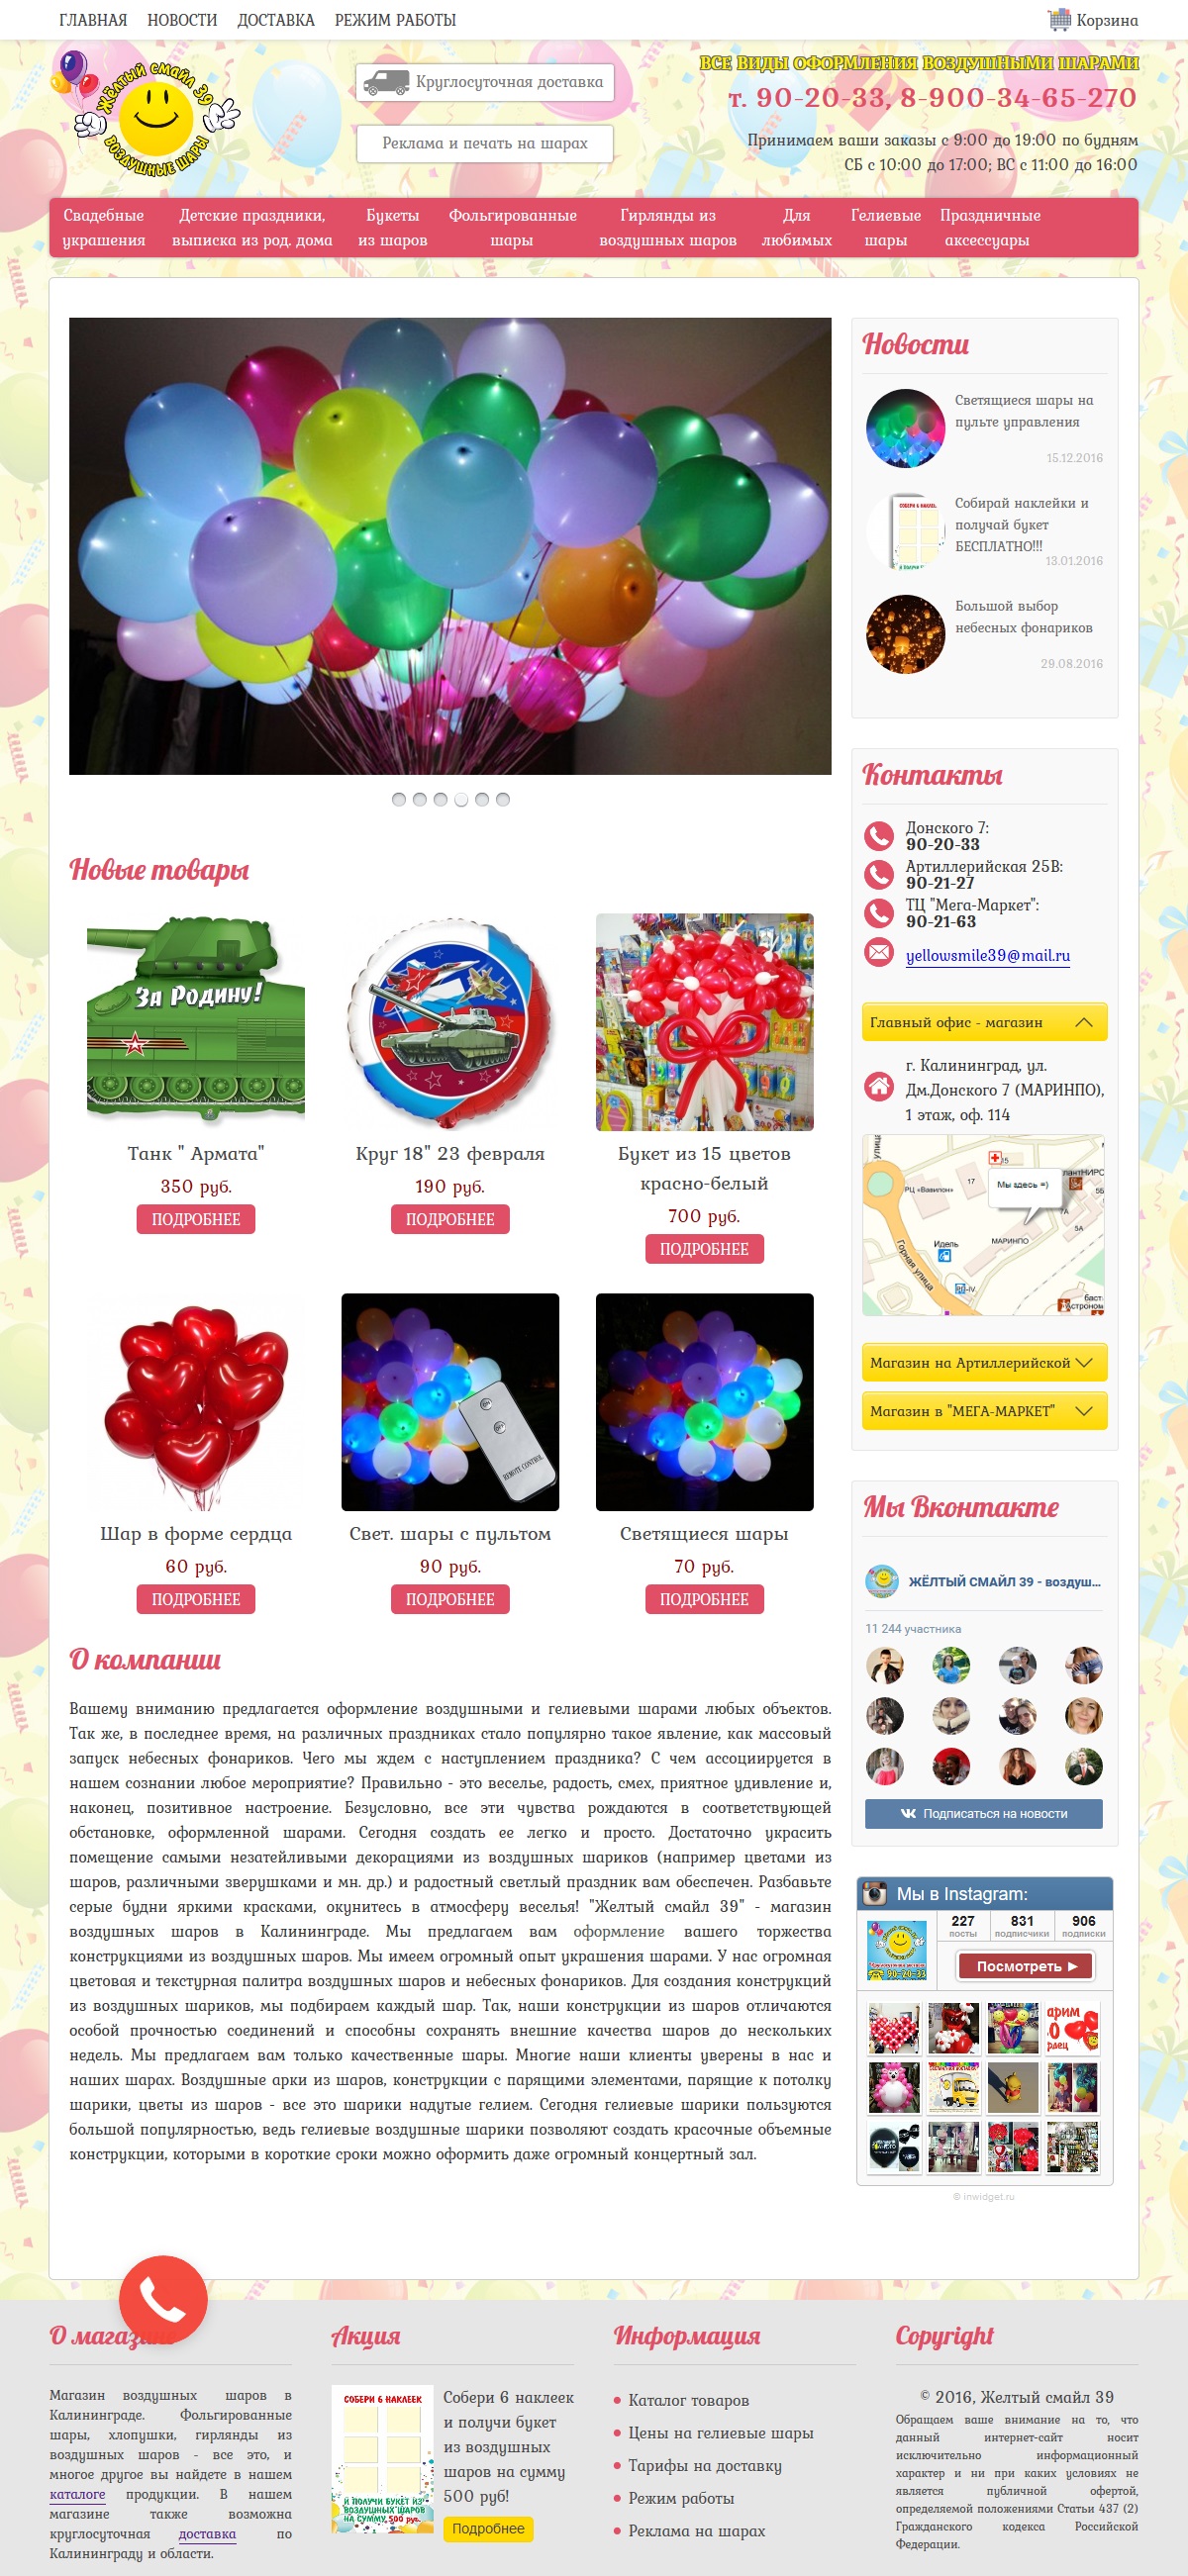 ГЛАВНАЯ НОВОСТИ ДОСТАВКА РЕЖИМ РАБОТЫ
Корзина
Жёлтый смайл 39
ВОЗДУШНЫЕ ШАРЫ
Круглосуточная доставка
Реклама и печать на шарах
ВСЕ ВИДЫ ОФОРМЛЕНИЯ ВОЗДУШНЫМИ ШАРАМИ
т. 90-20-33, 8-900-34-65-270
Принимаем ваши заказы с 9:00 до 19:00 по будням
СБ с 10:00 до 17:00; ВС с 11:00 до 16:00
Свадебные украшения
Детские праздники, выписка из род. дома
Букеты из шаров
Фольгированные шары
Гирлянды из воздушных шаров
Для любимых
Гелиевые шары
Праздничные аксессуары
Новости
Светящиеся шары на
пульте управления
15.12.2016
Собирай наклейки и
получай букет
БЕСПЛАТНО!!!
13.01.2016
Большой выбор
небесных фонариков
29.08.2016
Контакты
Донского 7:
90-20-33
Артиллерийская 25В:
90-21-27
ТЦ "Мега-Маркет":
90-21-63
yellowsmile39@mail.ru
Главный офис - магазин
г. Калининград, ул.
Дм.Донского 7 (МАРИНПО),
1 этаж, оф. 114
РЦ «Вавилон»
17
Мы здесь =)
7А
5А
МАРИНПО
Идель
Горная улица
Магазин на Артиллерийской
Магазин в "МЕГА-МАРКЕТ"
Новые товары
За Родину!
Танк " Армата"
350 руб.
ПОДРОБНЕЕ
Круг 18" 23 февраля
190 руб.
ПОДРОБНЕЕ
Букет из 15 цветов
красно-белый
700 руб.
ПОДРОБНЕЕ
REMOTE CONTROL
Шар в форме сердца
60 руб.
ПОДРОБНЕЕ
Свет. шары с пультом
90 руб.
ПОДРОБНЕЕ
Светящиеся шары
70 руб.
ПОДРОБНЕЕ
Мы Вконтакте
ЖЁЛТЫЙ СМАЙЛ 39 - воздуш...
11 244 участника
Подписаться на новости
Мы в Instagram:
227 посты
831 подписчики
906 подписки
90-20-33
Посмотреть
© inwidget.ru
О компании
Вашему вниманию предлагается оформление воздушными и гелиевыми шарами любых объектов.
Так же, в последнее время, на различных праздниках стало популярно такое явление, как массовый
запуск небесных фонариков. Чего мы ждем с наступлением праздника? С чем ассоциируется в
нашем сознании любое мероприятие? Правильно - это веселье, радость, смех, приятное удивление и,
наконец, позитивное настроение. Безусловно, все эти чувства рождаются в соответствующей
обстановке, оформленной шарами. Сегодня создать ее легко и просто. Достаточно украсить
помещение самыми незатейливыми декорациями из воздушных шариков (например цветами из
шаров, различными зверушками и мн. др.) и радостный светлый праздник вам обеспечен. Разбавьте
серые будни яркими красками, окунитесь в атмосферу веселья! "Желтый смайл 39" - магазин
воздушных шаров в Калининграде. Мы предлагаем вам оформление вашего торжества
конструкциями из воздушных шаров. Мы имеем огромный опыт украшения шарами. У нас огромная
цветовая и текстурная палитра воздушных шаров и небесных фонариков. Для создания конструкций
из воздушных шариков, мы подбираем каждый шар. Так, наши конструкции из шаров отличаются
особой прочностью соединений и способны сохранять внешние качества шаров до нескольких
недель. Мы предлагаем вам только качественные шары. Многие наши клиенты уверены в нас и
наших шарах. Воздушные арки из шаров, конструкции с парящими элементами, парящие к потолку
шарики, цветы из шаров - все это шарики надутые гелием. Сегодня гелиевые шарики пользуются
большой популярностью, ведь гелиевые воздушные шарики позволяют создать красочные объемные
конструкции, которыми в короткие сроки можно оформить даже огромный концертный зал.
О магазине
Магазин воздушных шаров в
Калининграде. Фольгированные
шары, хлопушки, гирлянды из
воздушных шаров - все это, и
многое другое вы найдете в нашем
каталоге продукции. В нашем
магазине также возможна
круглосуточная доставка по
Калининграду и области.
Акция
СОБЕРИ 6 НАКЛЕЕК
И ПОЛУЧИ БУКЕТ ИЗ
ВОЗДУШНЫХ ШАРОВ
НА СУММУ 500 руб.
Собери 6 наклеек
и получи букет
из воздушных
шаров на сумму
500 руб!
Подробнее
Информация
Каталог товаров
Цены на гелиевые шары
Тарифы на доставку
Режим работы
Реклама на шарах
Copyright
© 2016, Желтый смайл 39
Обращаем ваше внимание на то, что
данный интернет-сайт носит
исключительно информационный
характер и ни при каких условиях не
является публичной офертой,
определяемой положениями Статьи 437 (2)
Гражданского кодекса Российской
Федерации.